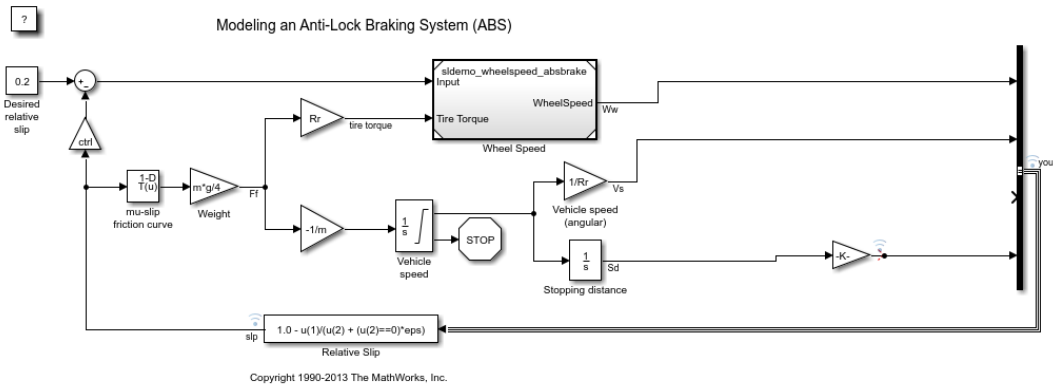 ?
Modeling an Anti-Lock Braking System (ABS)
0.2
Desired
relative
slip
+
-
ctrl
sldemo_wheelspeed_absbrake
Input
WheelSpeed
Tire Torque
Wheel Speed
Ww
Rr
tire torque
1-D
T(u)
mu-slip
friction curve
m*g/4
Weight
Ff
-1/m
1
s
Vehicle
speed
STOP
1/Rr
Vs
Vehicle speed
(angular)
1
s
Sd
Stopping distance
-K-
you
slp
1.0 - u(1)/(u(2) + (u(2)==0)*eps)
Relative Slip
Copyright 1990-2013 The MathWorks, Inc.